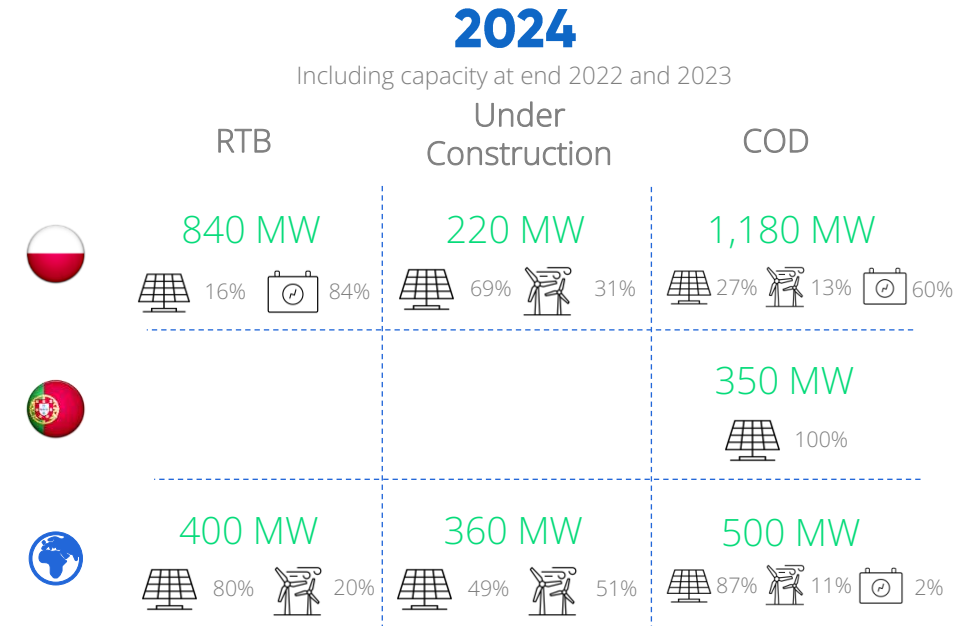 2024
Including capacity at end 2022 and 2023
RTB
Under
Construction
COD
840 MW
220 MW
1,180 MW
16%
84%
69%
31%
27%
13%
60%
350 MW
100%
400 MW
360 MW
500 MW
80%
20%
49%
51%
87%
11%
2%